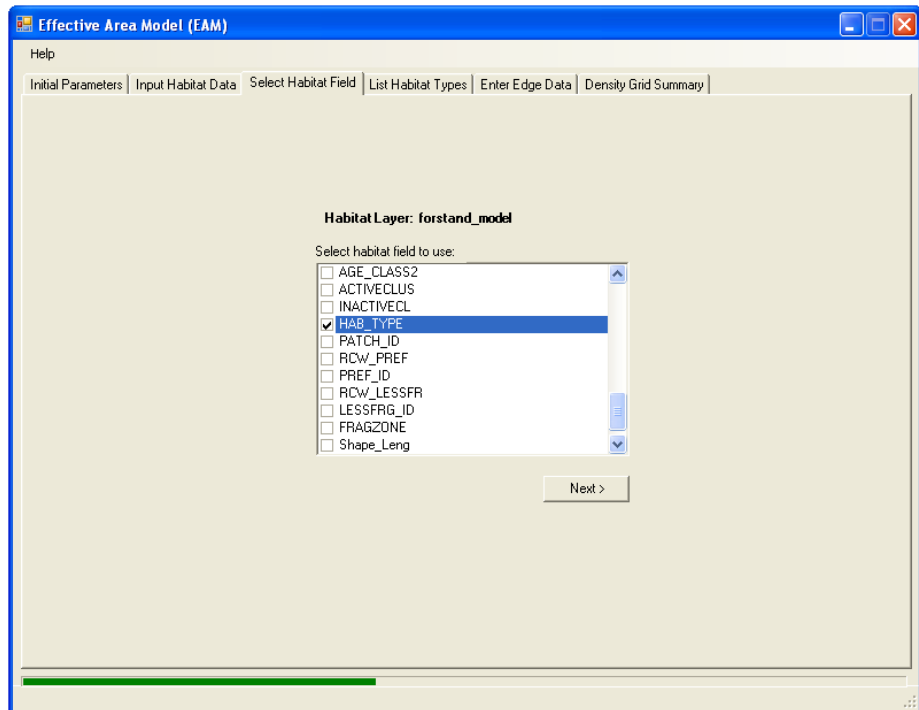 Effective Area Model (EAM)
Help
Initial Parameters Input Habitat Data Select Habitat Field List Habitat Types Enter Edge Data Density Grid Summary
Habitat Layer: forstand_model
Select habitat field to use:
AGE_CLASS2
ACTIVECLUS
INACTIVECL
HAB_TYPE
PATCH_ID
RCW_PREF
PREF_ID
RCW_LESSFR
LESSFRG_ID
FRAGZONE
Shape_Leng
Next >